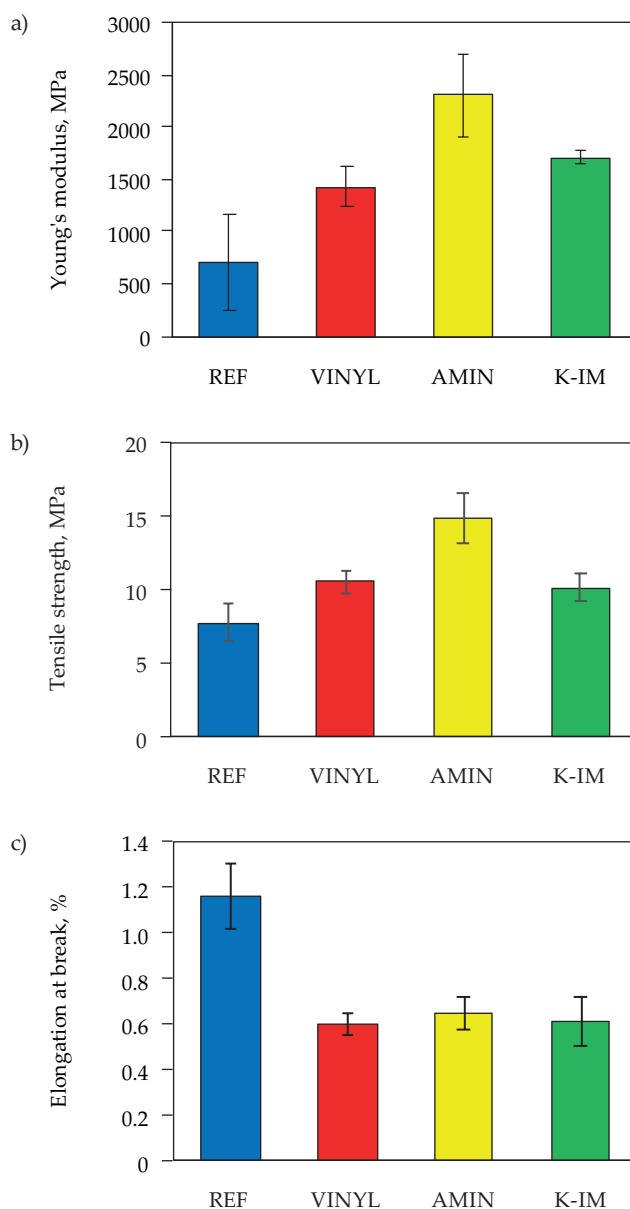 a)
Young's modulus, MPa
3000
2500
2000
1500
1000
500
0
REF VINYL AMIN K-IM
b)
Tensile strength, MPa
20
15
10
5
0
REF VINYL AMIN K-IM
c)
Elongation at break, %
1.4
1.2
1.0
0.8
0.6
0.4
0.2
0
REF VINYL AMIN K-IM